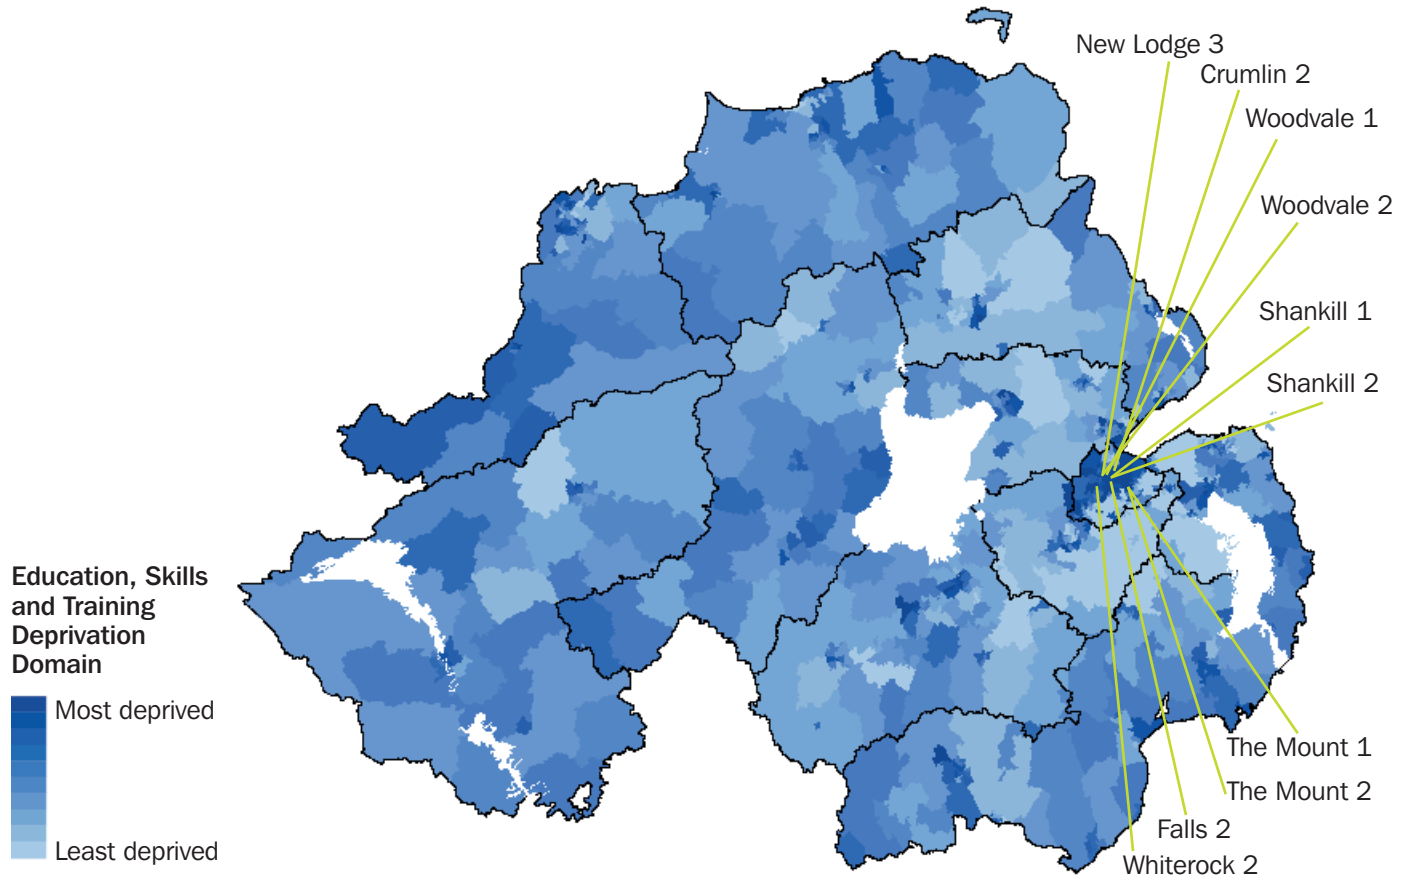 New Lodge 3
Crumlin 2
Woodvale 1
Woodvale 2
Shankill 1
Shankill 2
Education, Skills
and Training
Deprivation
Domain
Most deprived
Least deprived
The Mount 1
The Mount 2
Falls 2
Whiterock 2